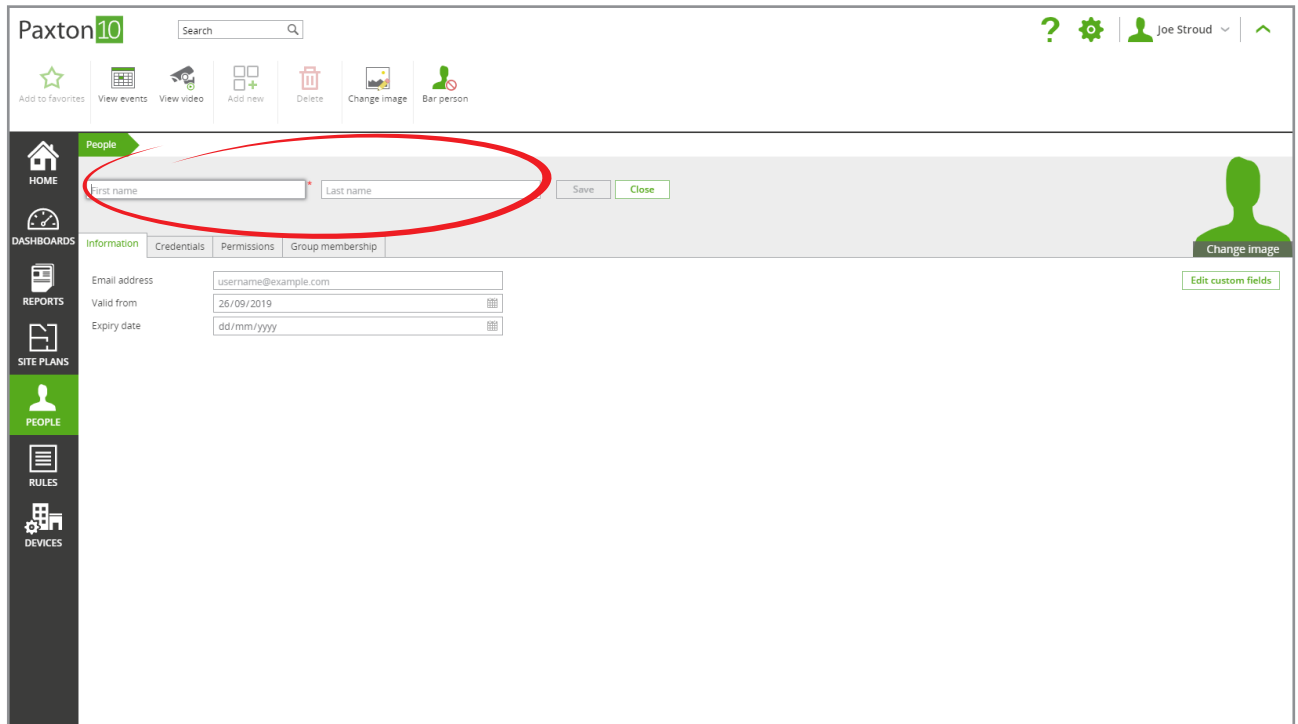 Paxton10
Search
Joe Stroud
Add to favorites
View events
View video
Add new
Delete
Change image
Bar person
HOME
DASHBOARDS
REPORTS
SITE PLANS
PEOPLE
RULES
DEVICES
People
First name
*
Last name
Save
Close
Change image
Information
Credentials
Permissions
Group membership
Email address
username@example.com
Edit custom fields
Valid from
26/09/2019
Expiry date
dd/mm/yyyy